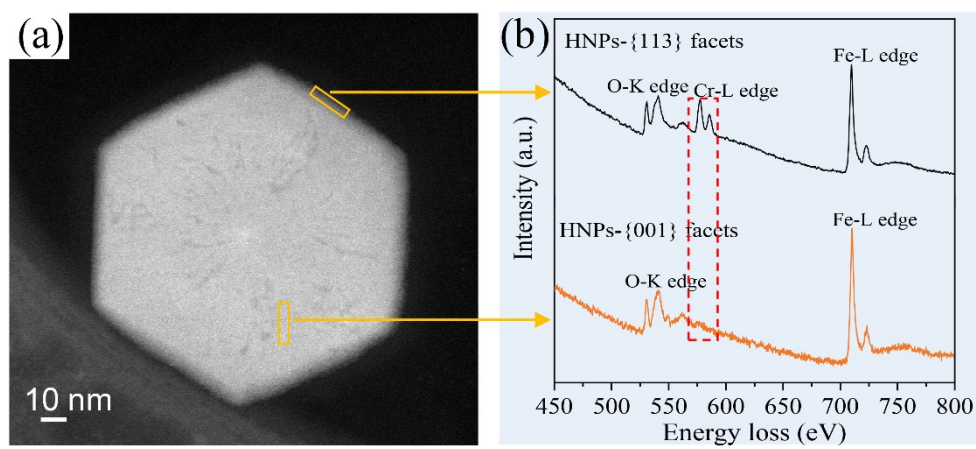 (a)
10 nm
(b)
HNPs-{113} facets
Fe-L edge
O-K edge
Cr-L edge
HNPs-{001} facets
Fe-L edge
O-K edge
Intensity (a.u.)
450 500 550 600 650 700 750 800
Energy loss (eV)